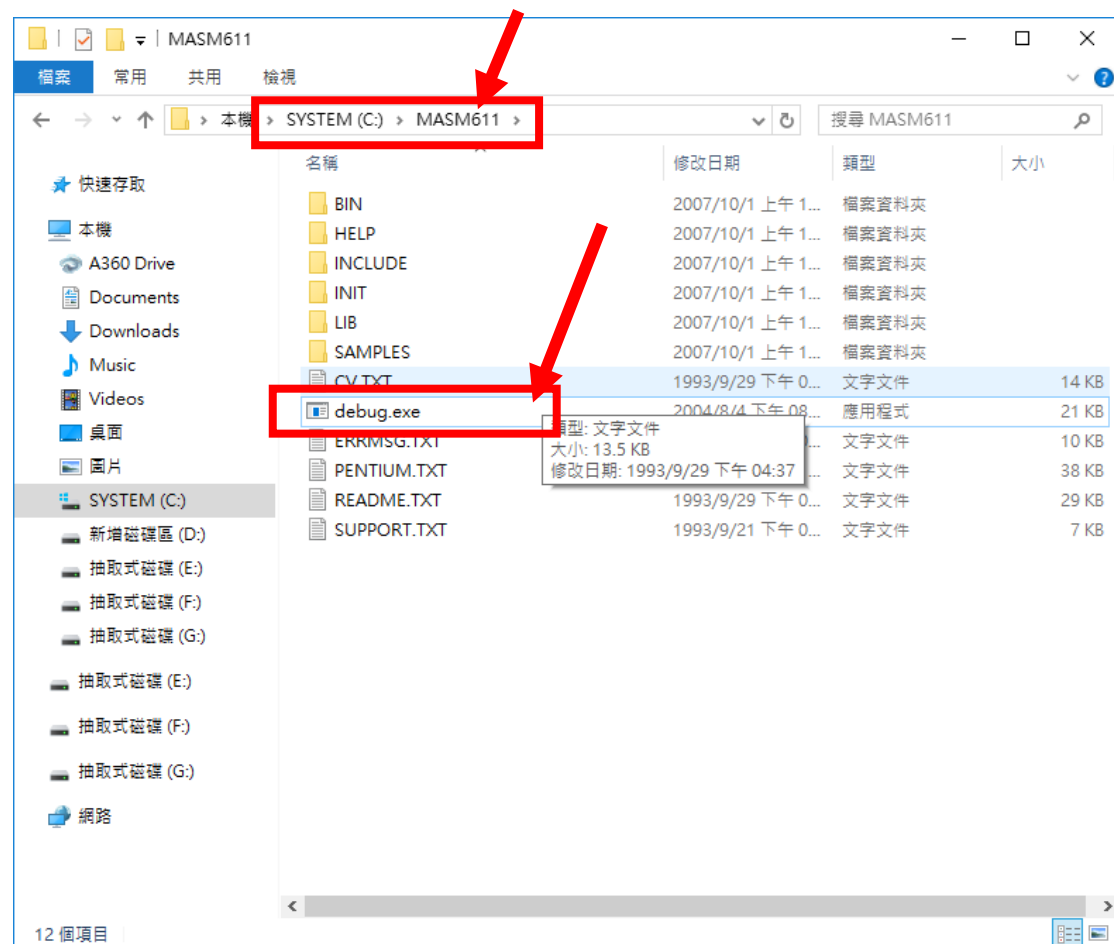 MASM611
檔案 常用 共用 檢視
本機 SYSTEM (C:) MASM611 搜尋 MASM611
名稱 修改日期 類型 大小
快速存取
本機
A360 Drive
Documents
Downloads
Music
Videos
桌面
圖片
SYSTEM (C:)
新增磁碟區 (D:)
抽取式磁碟 (E:)
抽取式磁碟 (F:)
抽取式磁碟 (G:)
抽取式磁碟 (E:)
抽取式磁碟 (F:)
抽取式磁碟 (G:)
網路
BIN 2007/10/1 上午 1... 檔案資料夾
HELP 2007/10/1 上午 1... 檔案資料夾
INCLUDE 2007/10/1 上午 1... 檔案資料夾
INIT 2007/10/1 上午 1... 檔案資料夾
LIB 2007/10/1 上午 1... 檔案資料夾
SAMPLES 2007/10/1 上午 1... 檔案資料夾
CV.TXT 1993/9/29 下午 0... 文字文件 14 KB
debug.exe 2004/8/4 下午 08... 應用程式 21 KB
ERRMSG.TXT 文字文件 10 KB
PENTIUM.TXT 文字文件 38 KB
README.TXT 1993/9/29 下午 0... 文字文件 29 KB
SUPPORT.TXT 1993/9/21 下午 0... 文字文件 7 KB
類型: 文字文件
大小: 13.5 KB
修改日期: 1993/9/29 下午 04:37
12 個項目